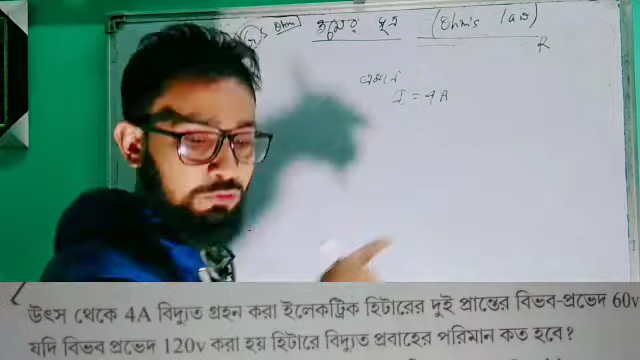 Ohm ওমের সূত্র (Ohm's law)
এখানে
I = 4A
উৎস থেকে 4A বিদ্যুত গ্রহন করা ইলেকট্রিক হিটারের দুই প্রান্তের বিভব-প্রভেদ 60v
যদি বিভব প্রভেদ 120v করা হয় হিটারে বিদ্যুত প্রবাহের পরিমান কত হবে?